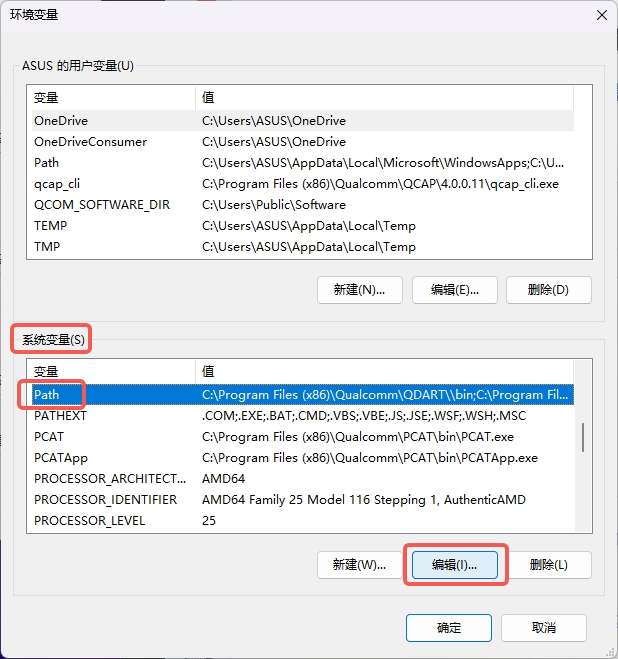 环境变量
ASUS 的用户变量(U)
变量 值
OneDrive C:\Users\ASUS\OneDrive
OneDriveConsumer C:\Users\ASUS\OneDrive
Path C:\Users\ASUS\AppData\Local\Microsoft\WindowsApps;C:\U...
qcap_cli C:\Program Files (x86)\Qualcomm\QCAP\4.0.0.11\qcap_cli.exe
QCOM_SOFTWARE_DIR C:\Users\Public\Software
TEMP C:\Users\ASUS\AppData\Local\Temp
TMP C:\Users\ASUS\AppData\Local\Temp
新建(N)... 编辑(E)... 删除(D)
系统变量(S)
变量 值
Path C:\Program Files (x86)\Qualcomm\QDART\\bin;C:\Program Fil...
PATHEXT .COM;.EXE;.BAT;.CMD;.VBS;.VBE;.JS;.JSE;.WSF;.WSH;.MSC
PCAT C:\Program Files (x86)\Qualcomm\PCAT\bin\PCAT.exe
PCATApp C:\Program Files (x86)\Qualcomm\PCAT\bin\PCATApp.exe
PROCESSOR_ARCHITECT... AMD64
PROCESSOR_IDENTIFIER AMD64 Family 25 Model 116 Stepping 1, AuthenticAMD
PROCESSOR_LEVEL 25
新建(W)... 编辑(I)... 删除(L)
确定 取消